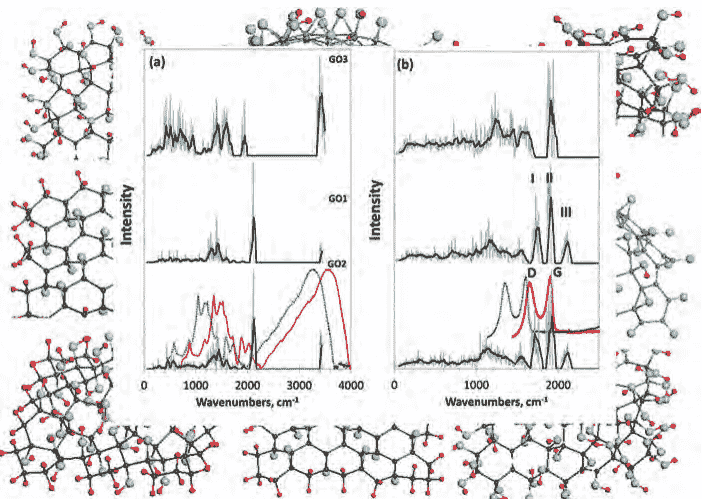 (a)
GO3
Intensity
GO1
GO2
0 1000 2000 3000 4000
Wavenumbers, cm⁻¹
(b)
Intensity
I II
III
D G
0 1000 2000
Wavenumbers, cm⁻¹